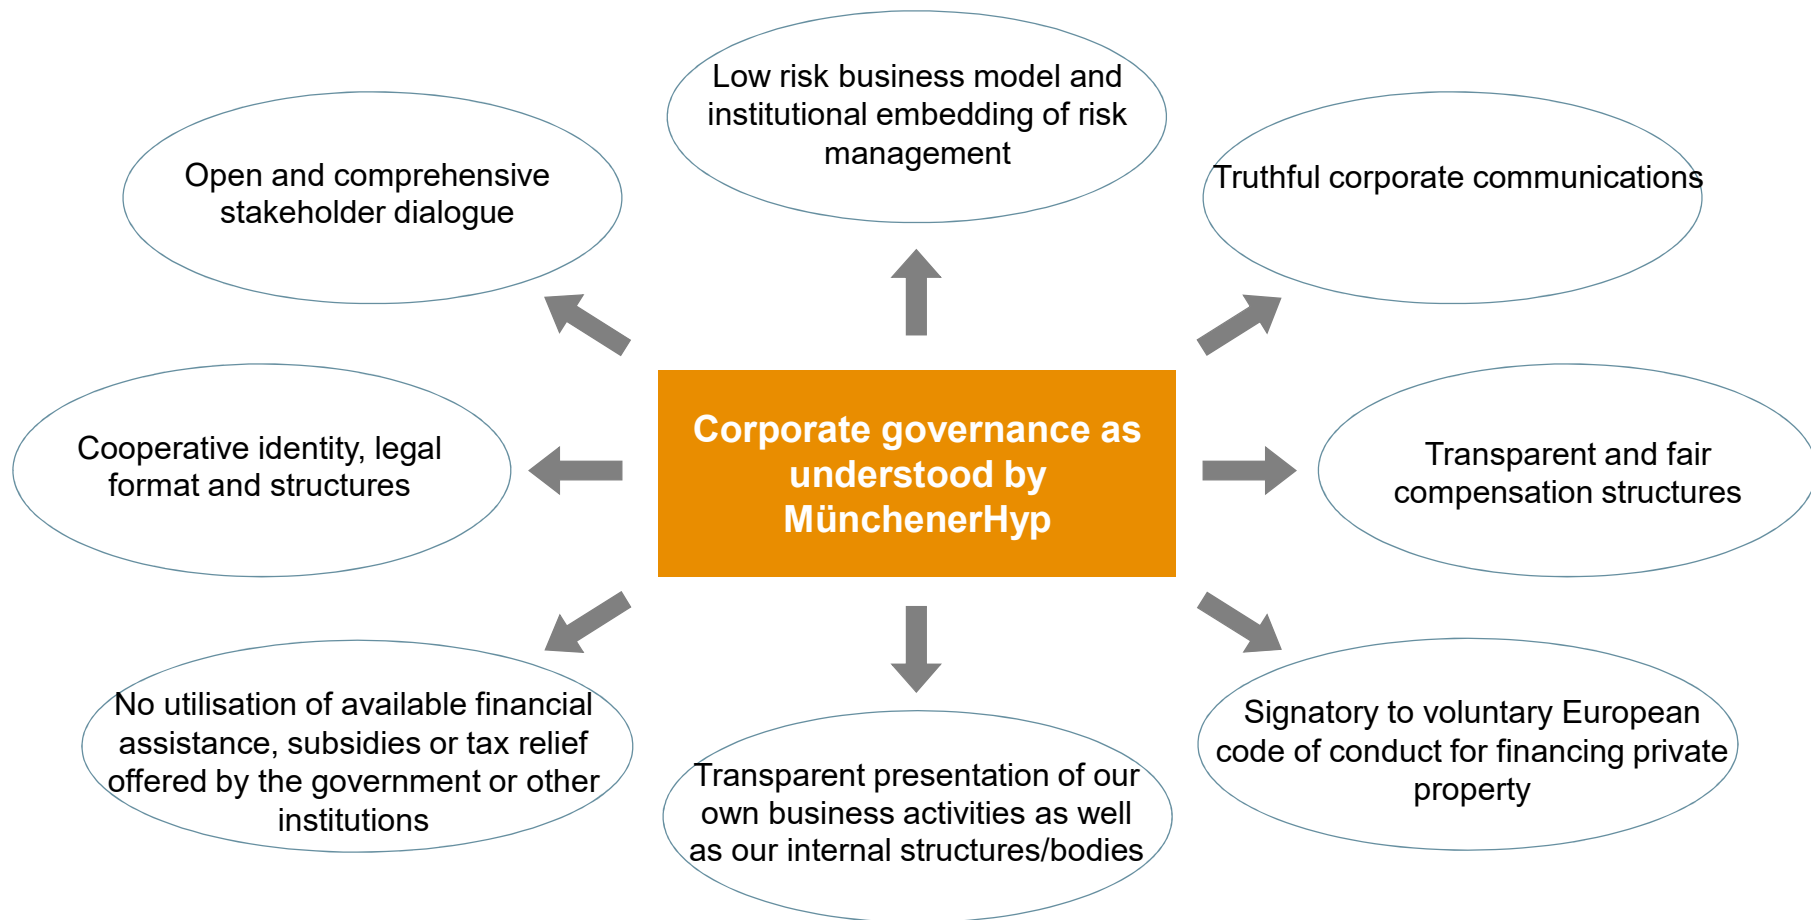 Low risk business model and
institutional embedding of risk
management
Open and comprehensive
stakeholder dialogue
Truthful corporate communications
Corporate governance as
understood by
MünchenerHyp
Cooperative identity, legal
format and structures
Transparent and fair
compensation structures
No utilisation of available financial
assistance, subsidies or tax relief
offered by the government or other
institutions
Transparent presentation of our
own business activities as well
as our internal structures/bodies
Signatory to voluntary European
code of conduct for financing private
property